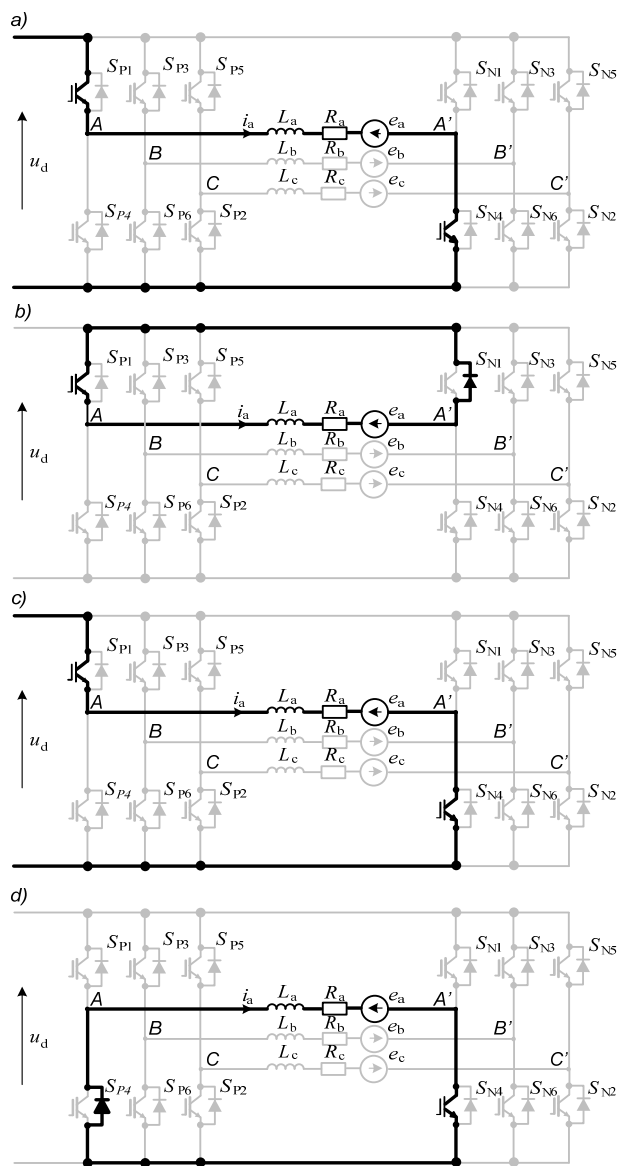 a)
S_P1 S_P3 S_P5 S_N1 S_N3 S_N5
A i_a L_a R_a e_a A'
u_d B L_b R_b e_b B'
C L_c R_c e_c C'
S_P4 S_P6 S_P2 S_N4 S_N6 S_N2
b)
S_P1 S_P3 S_P5 S_N1 S_N3 S_N5
A i_a L_a R_a e_a A'
u_d B L_b R_b e_b B'
C L_c R_c e_c C'
S_P4 S_P6 S_P2 S_N4 S_N6 S_N2
c)
S_P1 S_P3 S_P5 S_N1 S_N3 S_N5
A i_a L_a R_a e_a A'
u_d B L_b R_b e_b B'
C L_c R_c e_c C'
S_P4 S_P6 S_P2 S_N4 S_N6 S_N2
d)
S_P1 S_P3 S_P5 S_N1 S_N3 S_N5
A i_a L_a R_a e_a A'
u_d B L_b R_b e_b B'
C L_c R_c e_c C'
S_P4 S_P6 S_P2 S_N4 S_N6 S_N2